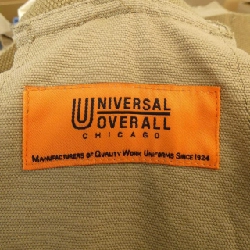 UNIVERSAL
OVERALL
CHICAGO
MANUFACTURERS OF QUALITY WORK UNIFORMS SINCE 1924